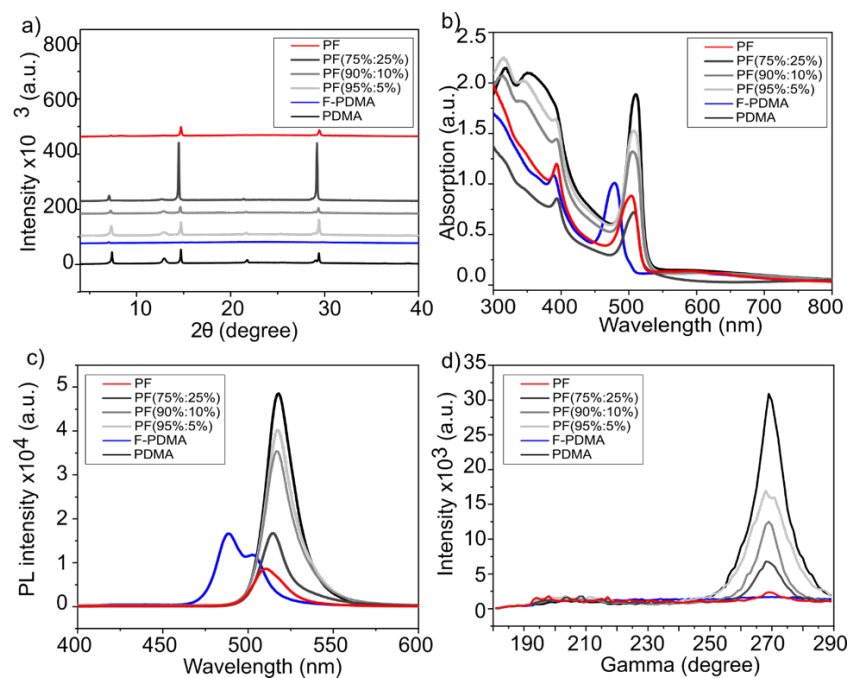 a)
Intensity x10 3 (a.u.)
800
600
400
200
0
10
20
30
40
2θ (degree)
PF
PF(75%:25%)
PF(90%:10%)
PF(95%:5%)
F-PDMA
PDMA
b)
Absorption (a.u.)
2.5
2.0
1.5
1.0
0.5
0.0
300
400
500
600
700
800
Wavelength (nm)
PF
PF(75%:25%)
PF(90%:10%)
PF(95%:5%)
F-PDMA
PDMA
c)
PL intensity x10⁴ (a.u.)
5
4
3
2
1
0
400
450
500
550
600
Wavelength (nm)
PF
PF(75%:25%)
PF(90%:10%)
PF(95%:5%)
F-PDMA
PDMA
d)
Intensity x10³ (a.u.)
35
30
25
20
15
10
5
0
190
210
230
250
270
290
Gamma (degree)
PF
PF(75%:25%)
PF(90%:10%)
PF(95%:5%)
F-PDMA
PDMA